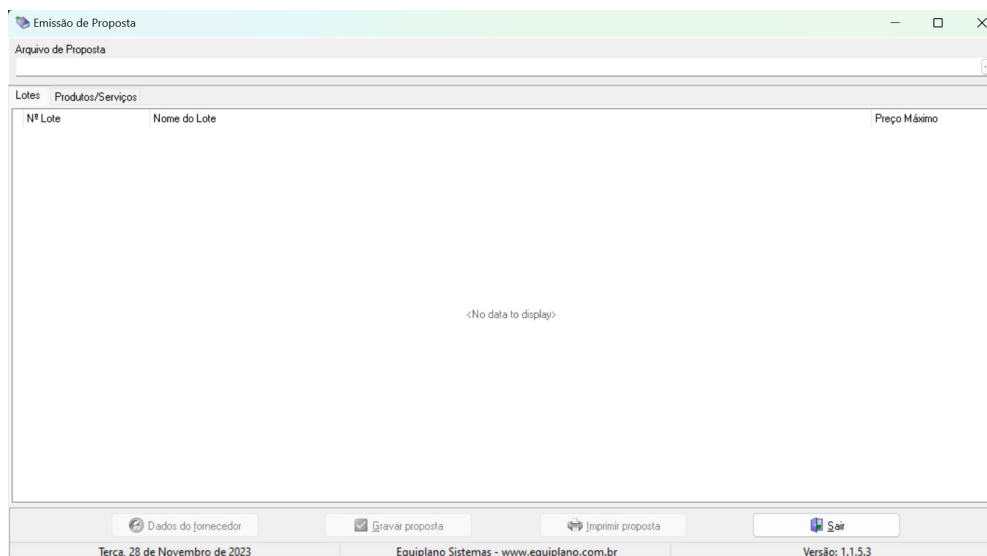 Emissão de Proposta
Arquivo de Proposta
Lotes Produtos/Serviços
Nº Lote Nome do Lote Preço Máximo
<No data to display>
Dados do fornecedor Gravar proposta Imprimir proposta Sair
Terça, 28 de Novembro de 2023 Equiplano Sistemas - www.equiplano.com.br Versão: 1.1.5.3